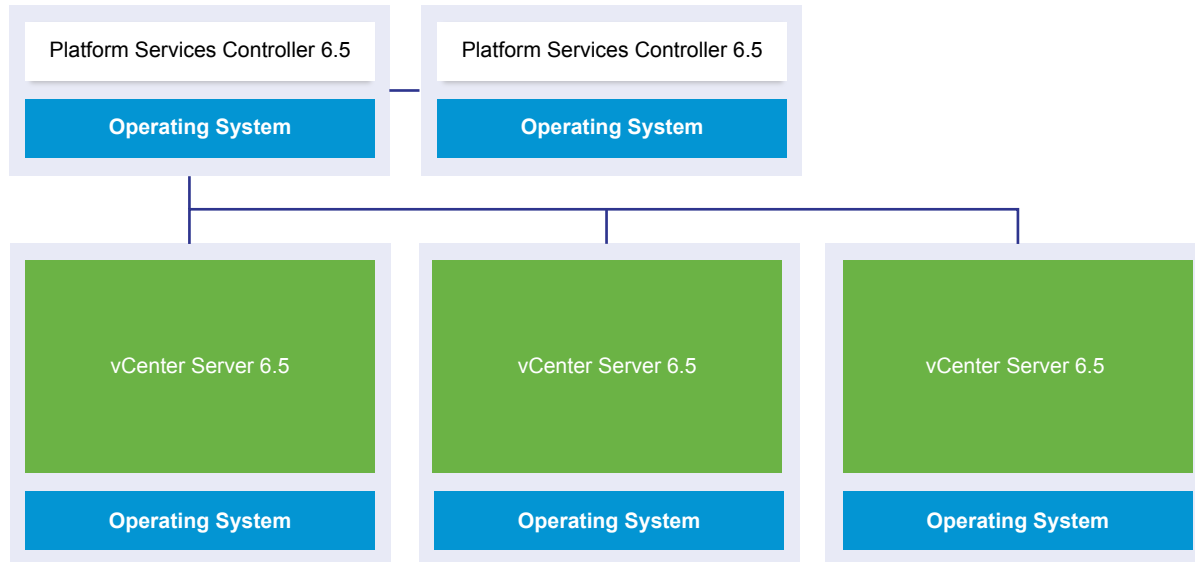 Platform Services Controller 6.5
Platform Services Controller 6.5
Operating System
Operating System
vCenter Server 6.5
vCenter Server 6.5
vCenter Server 6.5
Operating System
Operating System
Operating System